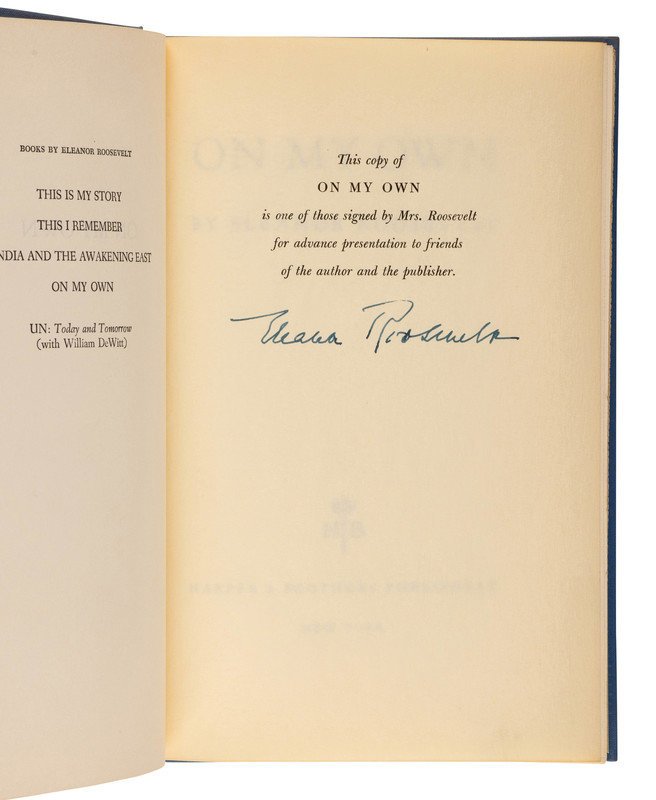 BOOKS BY ELEANOR ROOSEVELT
THIS IS MY STORY
THIS I REMEMBER
NDIA AND THE AWAKENING EAST
ON MY OWN
UN: Today and Tomorrow
(with William DeWitt)
This copy of
ON MY OWN
is one of those signed by Mrs. Roosevelt
for advance presentation to friends
of the author and the publisher.
Eleanor Roosevelt